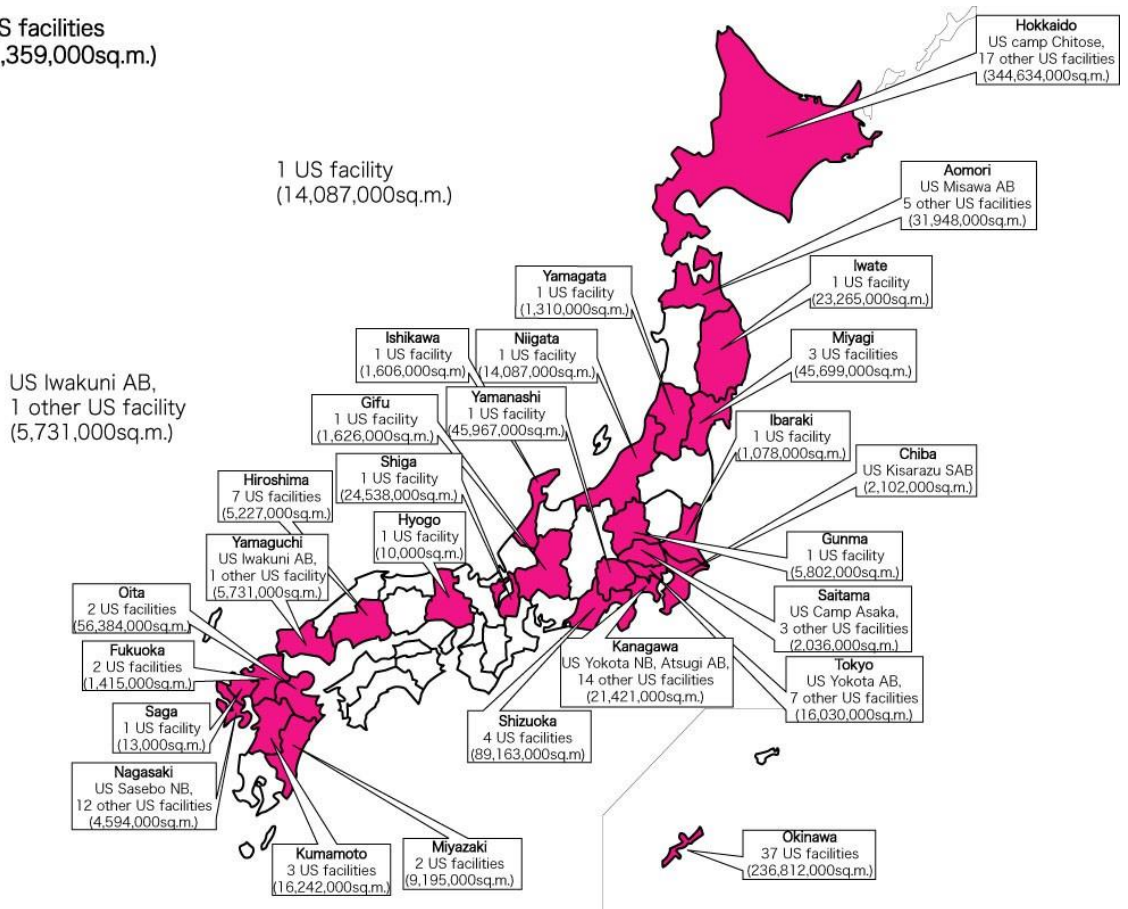 S facilities
,359,000sq.m.)
1 US facility
(14,087,000sq.m.)
US Iwakuni AB,
1 other US facility
(5,731,000sq.m.)
Hokkaido
US camp Chitose,
17 other US facilities
(344,634,000sq.m.)
Aomori
US Misawa AB
5 other US facilities
(31,948,000sq.m.)
Iwate
1 US facility
(23,265,000sq.m.)
Yamagata
1 US facility
(1,310,000sq.m.)
Miyagi
3 US facilities
(45,699,000sq.m.)
Ishikawa
1 US facility
(1,606,000sq.m)
Niigata
1 US facility
(14,087,000sq.m.)
Gifu
1 US facility
(1,626,000sq.m.)
Yamanashi
1 US facility
(45,967,000sq.m.)
Ibaraki
1 US facility
(1,078,000sq.m.)
Chiba
US Kisarazu SAB
(2,102,000sq.m.)
Shiga
1 US facility
(24,538,000sq.m.)
Hiroshima
7 US facilities
(5,227,000sq.m.)
Hyogo
1 US facility
(10,000sq.m.)
Yamaguchi
US Iwakuni AB,
1 other US facility
(5,731,000sq.m.)
Gunma
1 US facility
(5,802,000sq.m.)
Oita
2 US facilities
(56,384,000sq.m.)
Saitama
US Camp Asaka,
3 other US facilities
(2,036,000sq.m.)
Fukuoka
2 US facilities
(1,415,000sq.m.)
Kanagawa
US Yokota NB, Atsugi AB,
14 other US facilities
(21,421,000sq.m.)
Tokyo
US Yokota AB,
7 other US facilities
(16,030,000sq.m.)
Saga
1 US facility
(13,000sq.m.)
Shizuoka
4 US facilities
(89,163,000sq.m)
Nagasaki
US Sasebo NB,
12 other US facilities
(4,594,000sq.m.)
Kumamoto
3 US facilities
(16,242,000sq.m.)
Miyazaki
2 US facilities
(9,195,000sq.m.)
Okinawa
37 US facilities
(236,812,000sq.m.)